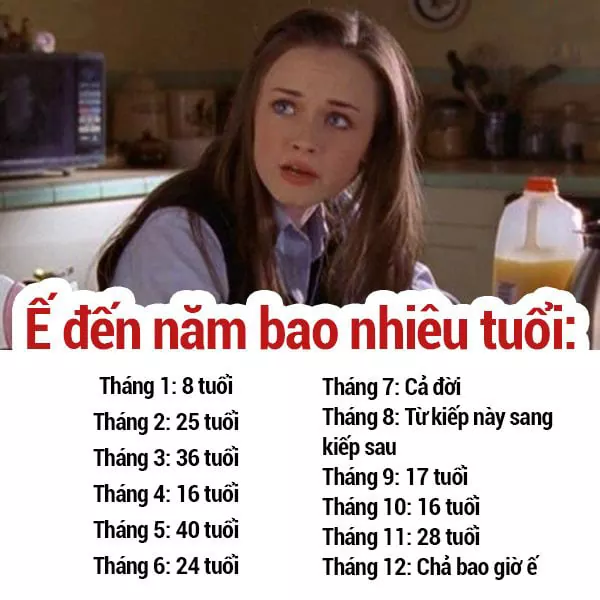 Ế đến năm bao nhiêu tuổi:
Tháng 1: 8 tuổi
Tháng 2: 25 tuổi
Tháng 3: 36 tuổi
Tháng 4: 16 tuổi
Tháng 5: 40 tuổi
Tháng 6: 24 tuổi
Tháng 7: Cả đời
Tháng 8: Từ kiếp này sang
kiếp sau
Tháng 9: 17 tuổi
Tháng 10: 16 tuổi
Tháng 11: 28 tuổi
Tháng 12: Chả bao giờ ế